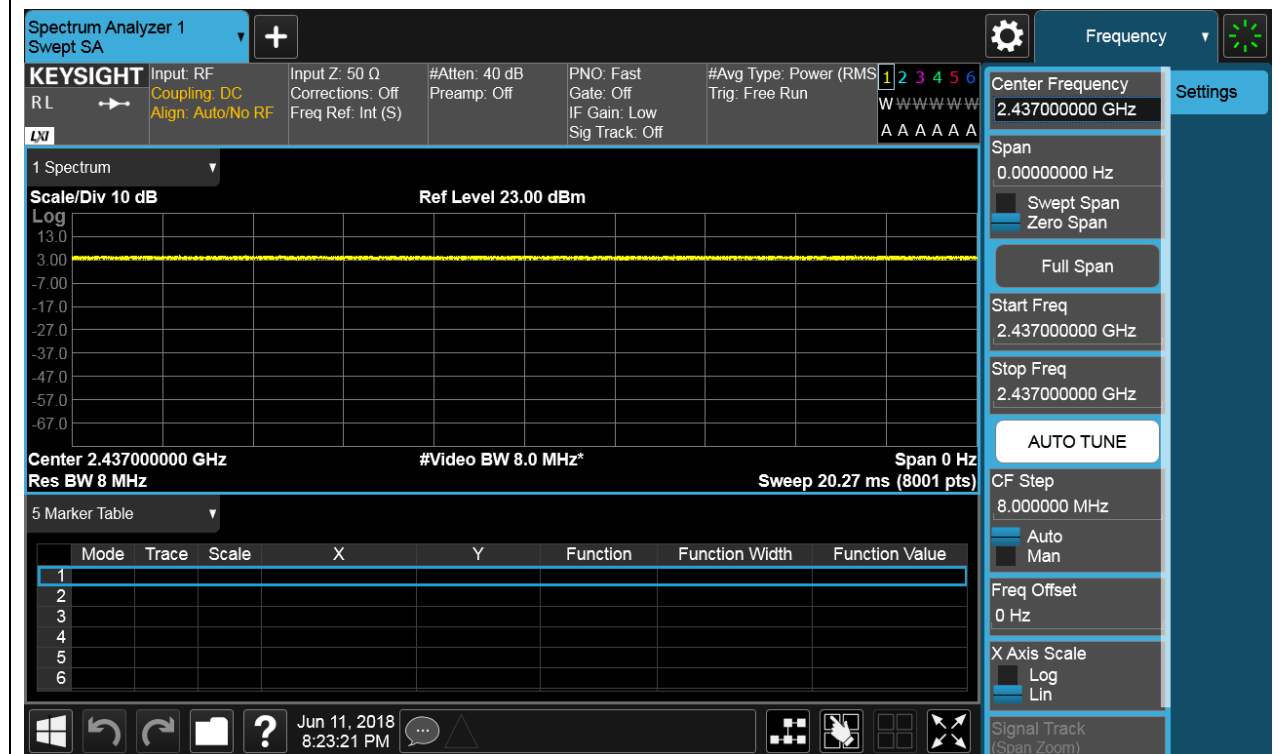 Spectrum Analyzer 1
Swept SA
Frequency
KEYSIGHT
RL
LXI
Input: RF
Coupling: DC
Align: Auto/No RF
Input Z: 50 Ω
Corrections: Off
Freq Ref: Int (S)
#Atten: 40 dB
Preamp: Off
PNO: Fast
Gate: Off
IF Gain: Low
Sig Track: Off
#Avg Type: Power (RMS
Trig: Free Run
1 2 3 4 5 6
W W W W W W
A A A A A A
1 Spectrum
Scale/Div 10 dB
Ref Level 23.00 dBm
Log
13.0
3.00
-7.00
-17.0
-27.0
-37.0
-47.0
-57.0
-67.0
Center 2.437000000 GHz
#Video BW 8.0 MHz*
Span 0 Hz
Res BW 8 MHz
Sweep 20.27 ms (8001 pts)
5 Marker Table
Mode Trace Scale X Y Function Function Width Function Value
1
2
3
4
5
6
Jun 11, 2018
8:23:21 PM
Center Frequency
2.437000000 GHz
Settings
Span
0.00000000 Hz
Swept Span
Zero Span
Full Span
Start Freq
2.437000000 GHz
Stop Freq
2.437000000 GHz
AUTO TUNE
CF Step
8.000000 MHz
Auto
Man
Freq Offset
0 Hz
X Axis Scale
Log
Lin
Signal Track
(Span Zoom)